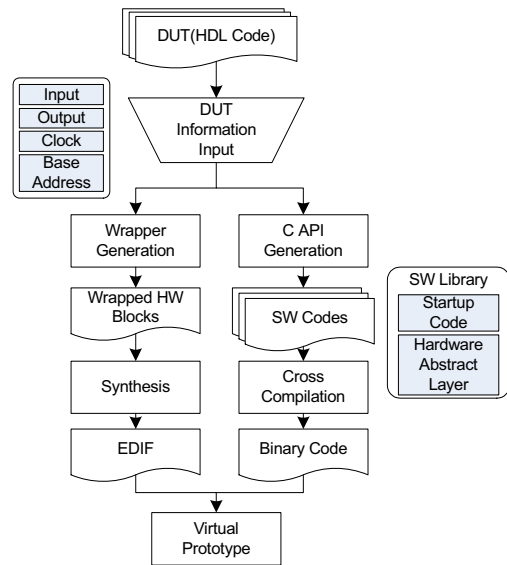 DUT(HDL Code)
Input
Output
Clock
Base
Address
DUT
Information
Input
Wrapper
Generation
C API
Generation
Wrapped HW
Blocks
SW Codes
SW Library
Startup
Code
Hardware
Abstract
Layer
Synthesis
Cross
Compilation
EDIF
Binary Code
Virtual
Prototype